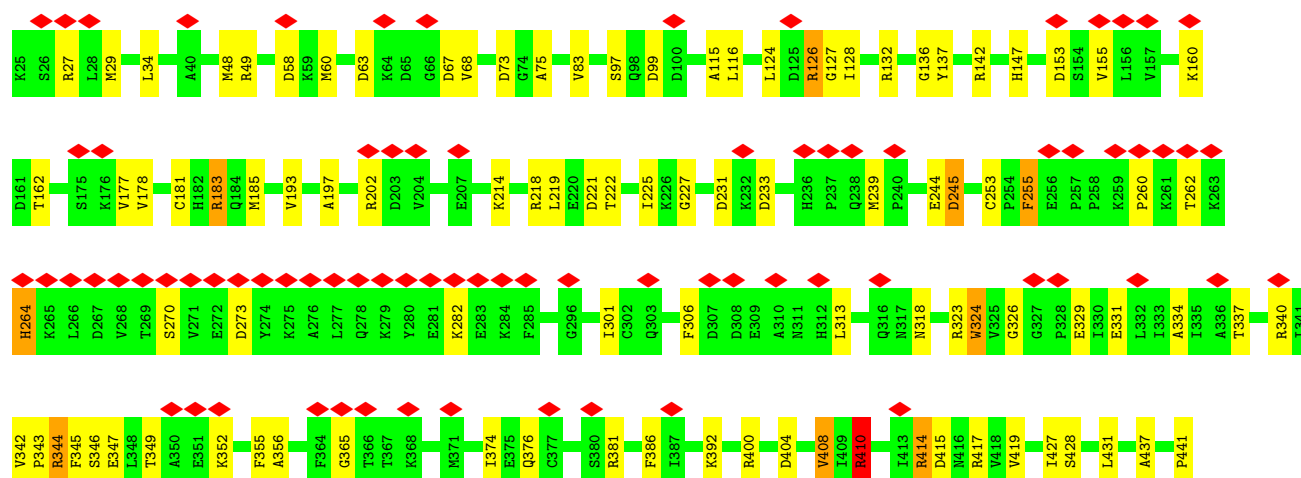 K25 S26 R27 L28 M29 L34 A40 M48 R49 D58 K59 M60 D63 K64 D65 G66 D67 V68 D73 G74 A75 V83 S97 Q98 D99 D100 A115 L116 L124 D125 R126 G127 I128 R132 G136 Y137 R142 H147 D153 S154 V155 L156 V157 K160
D161 T162 S175 K176 V177 V178 C181 H182 R183 Q184 M185 V193 A197 R202 D203 V204 E207 K214 R218 L219 E220 D221 T222 I225 K226 G227 D231 K232 D233 H236 P237 Q238 M239 P240 E244 D245 C253 P254 F255 E256 P257 P258 K259 P260 K261 T262 K263
H264 K265 L266 D267 V268 T269 S270 V271 E272 D273 Y274 K275 A276 L277 Q278 K279 Y280 E281 K282 E283 K284 F285 G296 I301 C302 Q303 F306 D307 D308 E309 A310 N311 H312 L313 Q316 N317 N318 R323 W324 V325 G326 G327 P328 E329 I330 E331 L332 I333 A334 I335 A336 T337 R340 I341
V342 P343 R344 F345 S346 E347 L348 T349 A350 E351 K352 F355 A356 F364 G365 T366 T367 K368 M371 I374 E375 Q376 C377 S380 R381 F386 I387 K392 R400 D404 V408 I409 R410 I413 R414 D415 N416 R417 V418 V419 I427 S428 L431 A437 P441